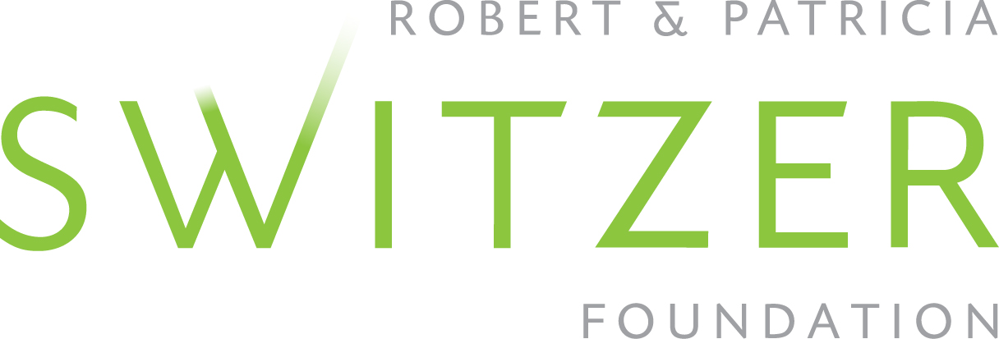 ROBERT & PATRICIA
SWITZER
FOUNDATION